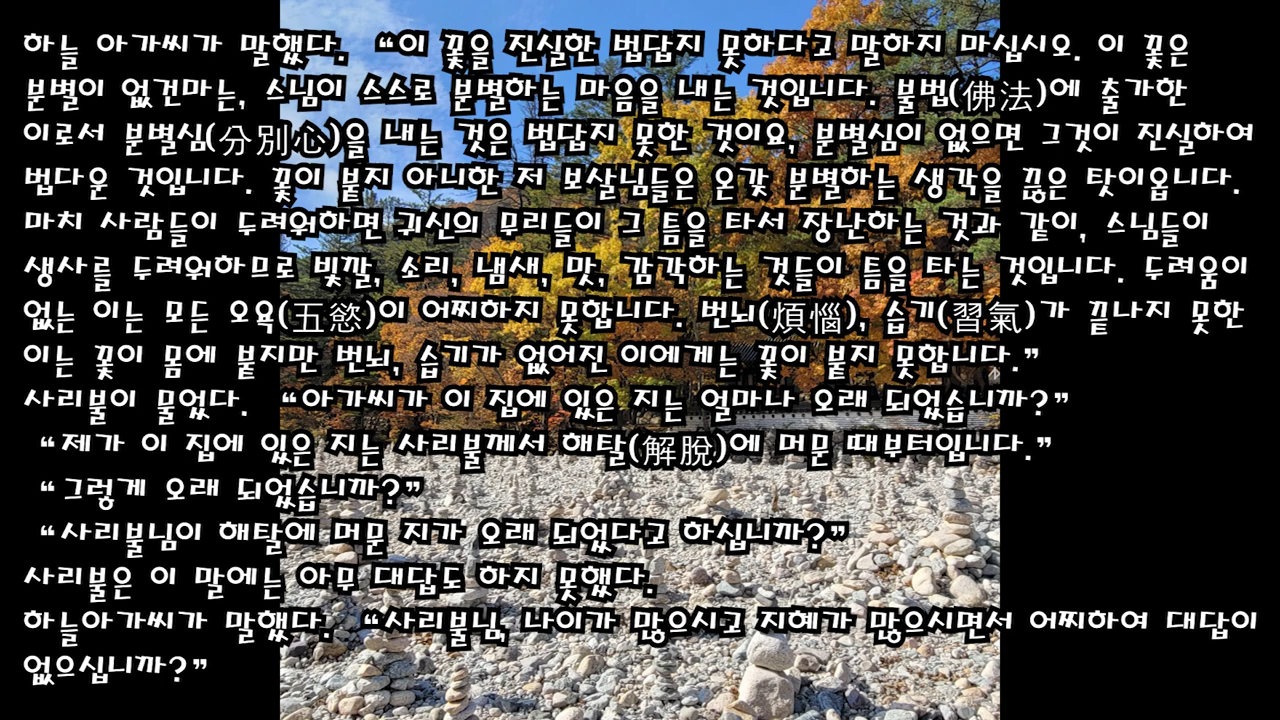 하늘 아가씨가 말했다. “이 꽃을 진실한 법답지 못하다고 말하지 마십시오. 이 꽃은
분별이 없건마는, 스님이 스스로 분별하는 마음을 내는 것입니다. 불법(佛法)에 출가한
이로서 분별심(分別心)을 내는 것은 법답지 못한 것이요, 분별심이 없으면 그것이 진실하여
법다운 것입니다. 꽃이 붙지 아니한 저 보살님들은 온갖 분별하는 생각을 끊은 탓이옵니다.
마치 사람들이 두려워하면 귀신의 무리들이 그 틈을 타서 장난하는 것과 같이, 스님들이
생사를 두려워하므로 빛깔, 소리, 냄새, 맛, 감각하는 것들이 틈을 타는 것입니다. 두려움이
없는 이는 모든 오욕(五慾)이 어찌하지 못합니다. 번뇌(煩惱), 습기(習氣)가 끝나지 못한
이는 꽃이 몸에 붙지만 번뇌, 습기가 없어진 이에게는 꽃이 붙지 못합니다.”
사리불이 물었다. “아가씨가 이 집에 있은 지는 얼마나 오래 되었습니까?”
“제가 이 집에 있은 지는 사리불께서 해탈(解脫)에 머문 때부터입니다.”
“그렇게 오래 되었습니까?”
“사리불님이 해탈에 머문 지가 오래 되었다고 하십니까?”
사리불은 이 말에는 아무 대답도 하지 못했다.
하늘아가씨가 말했다. “사리불님, 나이가 많으시고 지혜가 많으시면서 어찌하여 대답이
없으십니까?”